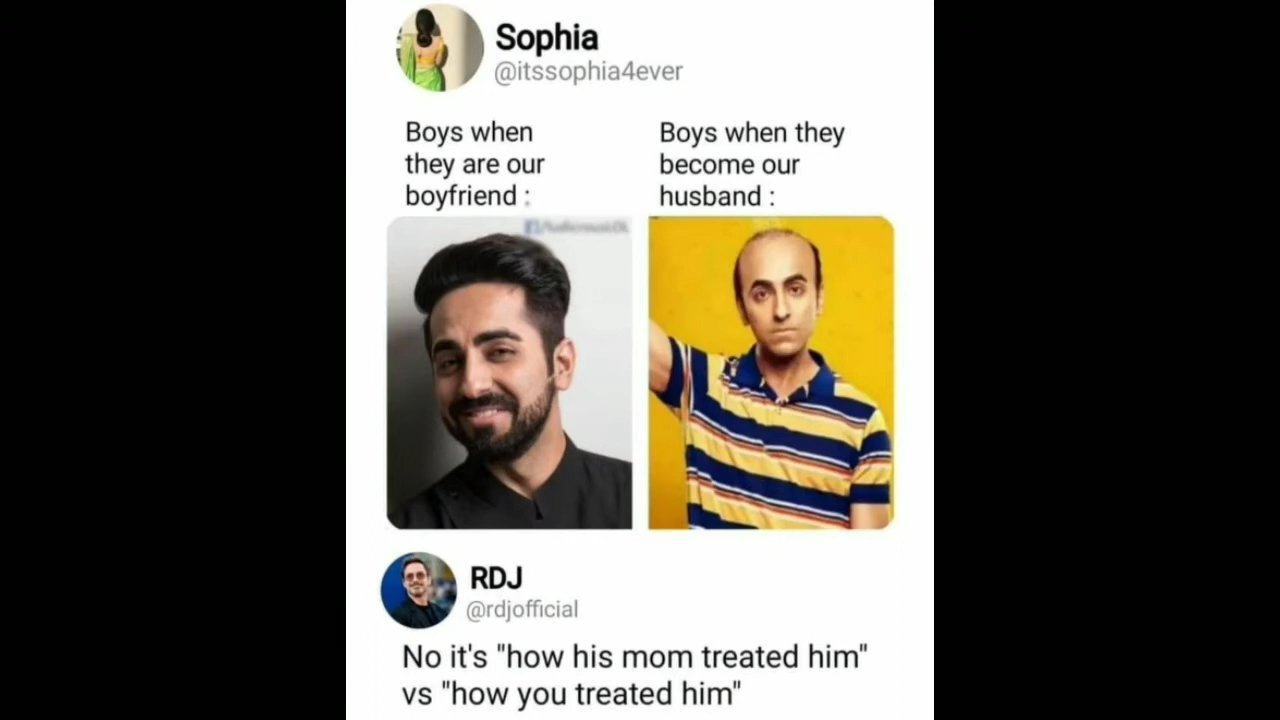 Sophia
@itssophia4ever
Boys when
they are our
boyfriend :
Boys when they
become our
husband :
RDJ
@rdjofficial
No it's "how his mom treated him"
vs "how you treated him"